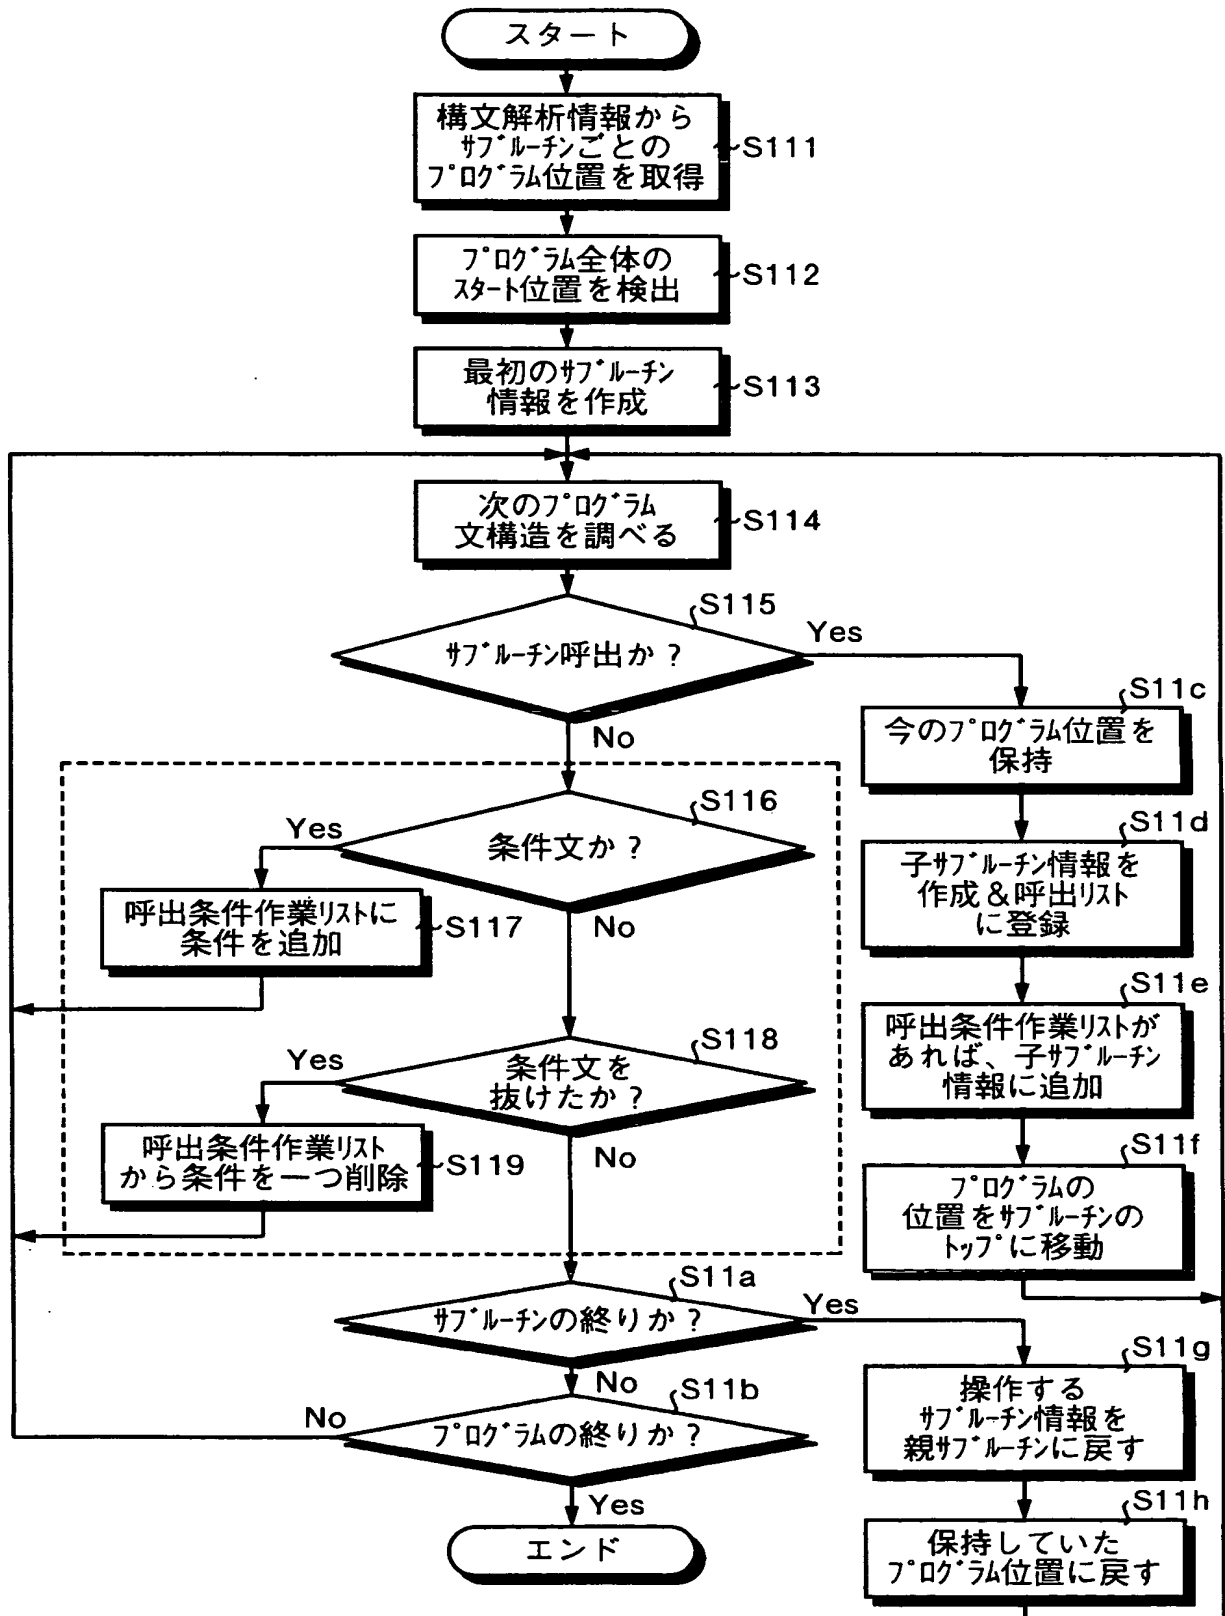 スタート
構文解析情報から
ｻﾌﾞﾙｰﾁﾝごとの
ﾌﾟﾛｸﾞﾗﾑ位置を取得
S111
ﾌﾟﾛｸﾞﾗﾑ全体の
ｽﾀｰﾄ位置を検出
S112
最初のｻﾌﾞﾙｰﾁﾝ
情報を作成
S113
次のﾌﾟﾛｸﾞﾗﾑ
文構造を調べる
S114
S115
ｻﾌﾞﾙｰﾁﾝ呼出か？
Yes
No
S11c
今のﾌﾟﾛｸﾞﾗﾑ位置を
保持
S116
条件文か？
Yes
No
呼出条件作業ﾘｽﾄに
条件を追加
S117
S11d
子ｻﾌﾞﾙｰﾁﾝ情報を
作成＆呼出ﾘｽﾄ
に登録
S11e
呼出条件作業ﾘｽﾄが
あれば、子ｻﾌﾞﾙｰﾁﾝ
情報に追加
S118
条件文を
抜けたか？
Yes
No
呼出条件作業ﾘｽﾄ
から条件を一つ削除
S119
S11f
ﾌﾟﾛｸﾞﾗﾑの
位置をｻﾌﾞﾙｰﾁﾝの
ﾄｯﾌﾟに移動
S11a
ｻﾌﾞﾙｰﾁﾝの終りか？
Yes
No
S11g
操作する
ｻﾌﾞﾙｰﾁﾝ情報を
親ｻﾌﾞﾙｰﾁﾝに戻す
S11b
ﾌﾟﾛｸﾞﾗﾑの終りか？
No
Yes
S11h
保持していた
ﾌﾟﾛｸﾞﾗﾑ位置に戻す
エンド